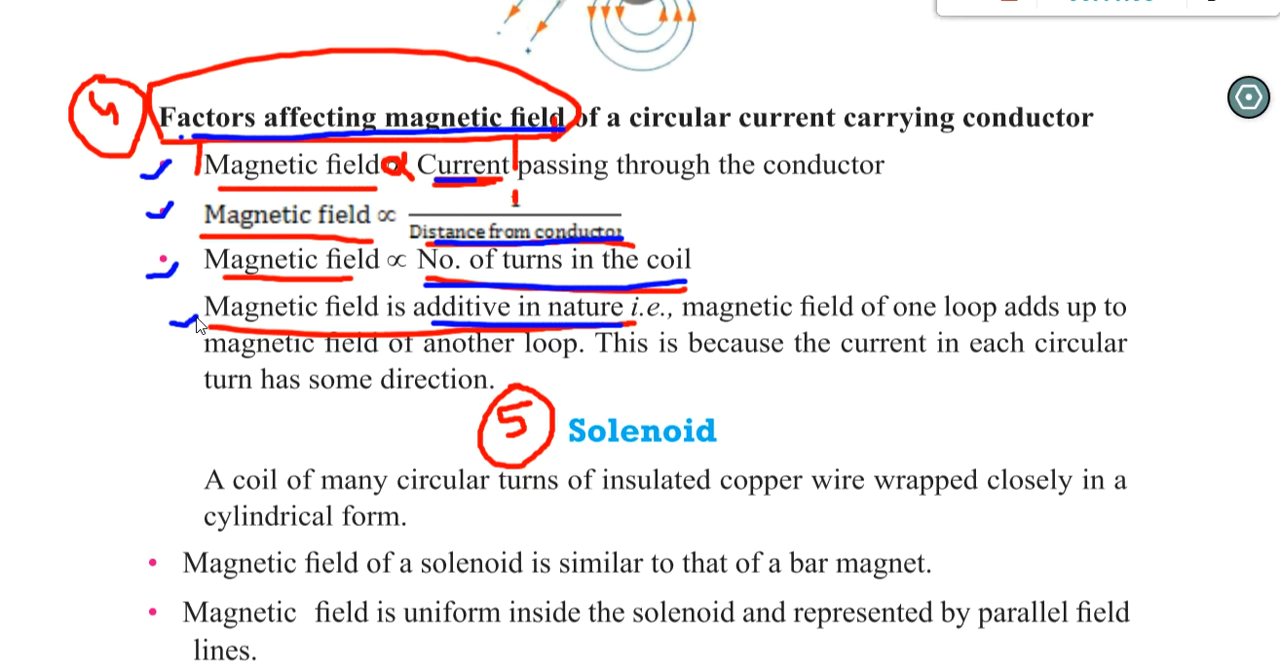 4
Factors affecting magnetic field of a circular current carrying conductor
Magnetic field ∝ Current passing through the conductor
1
Magnetic field ∝
Distance from conductor
• Magnetic field ∝ No. of turns in the coil
Magnetic field is additive in nature i.e., magnetic field of one loop adds up to
magnetic field of another loop. This is because the current in each circular
turn has some direction.
5 Solenoid
A coil of many circular turns of insulated copper wire wrapped closely in a
cylindrical form.
• Magnetic field of a solenoid is similar to that of a bar magnet.
• Magnetic field is uniform inside the solenoid and represented by parallel field
lines.